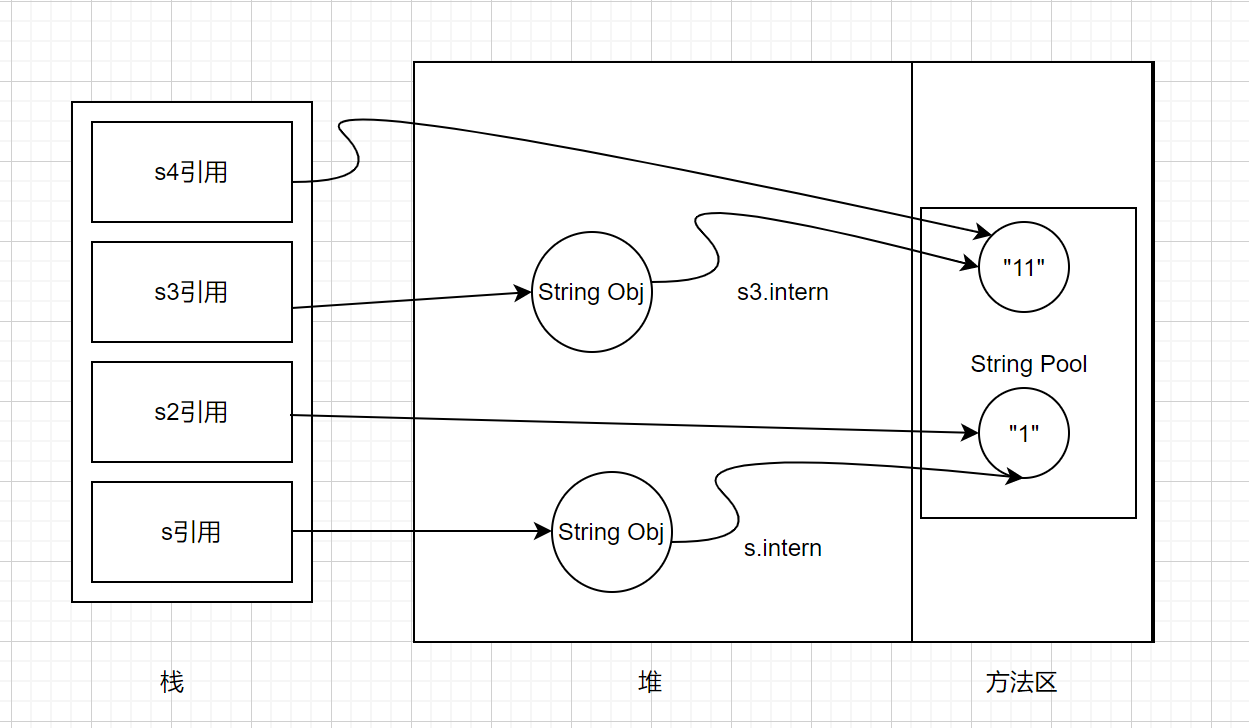 s4引用
s3引用
s2引用
s引用
String Obj
s3.intern
String Obj
s.intern
"11"
String Pool
"1"
栈
堆
方法区